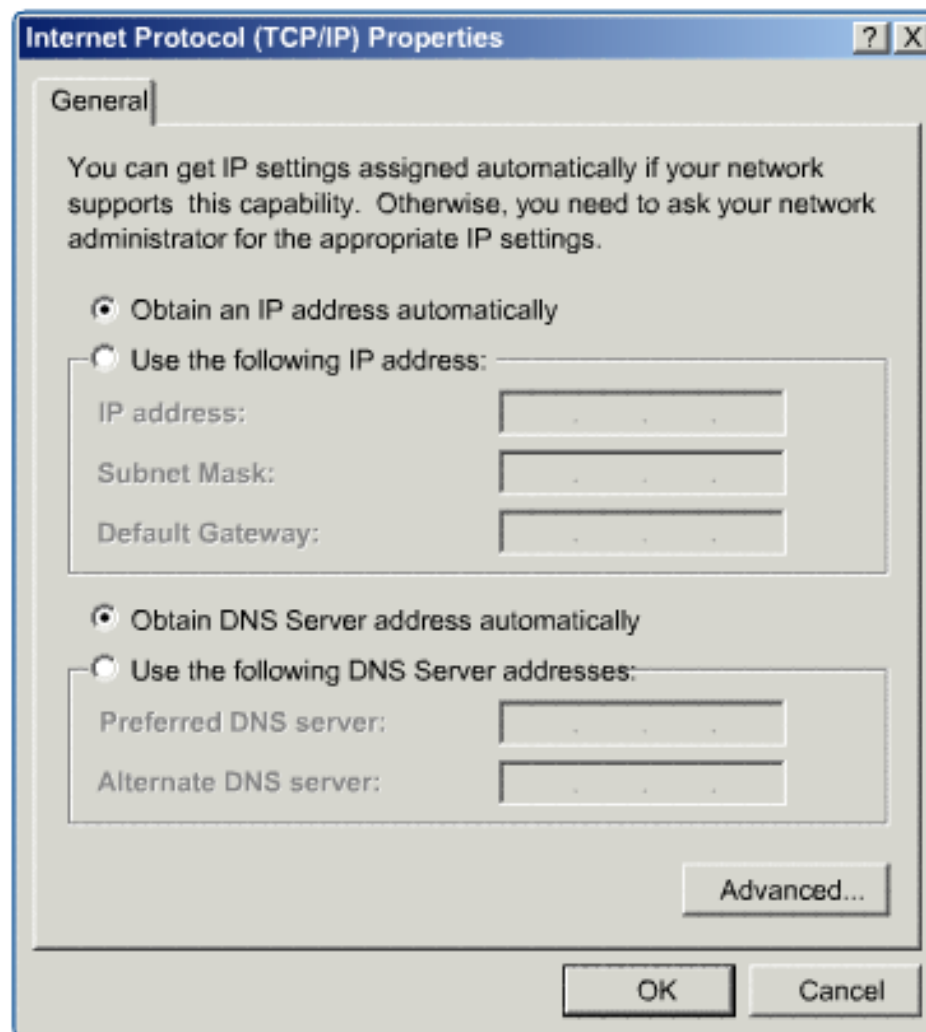 Internet Protocol (TCP/IP) Properties ? X
General
You can get IP settings assigned automatically if your network
supports this capability. Otherwise, you need to ask your network
administrator for the appropriate IP settings.
Obtain an IP address automatically
Use the following IP address:
IP address:
Subnet Mask:
Default Gateway:
Obtain DNS Server address automatically
Use the following DNS Server addresses:
Preferred DNS server:
Alternate DNS server:
Advanced...
OK Cancel